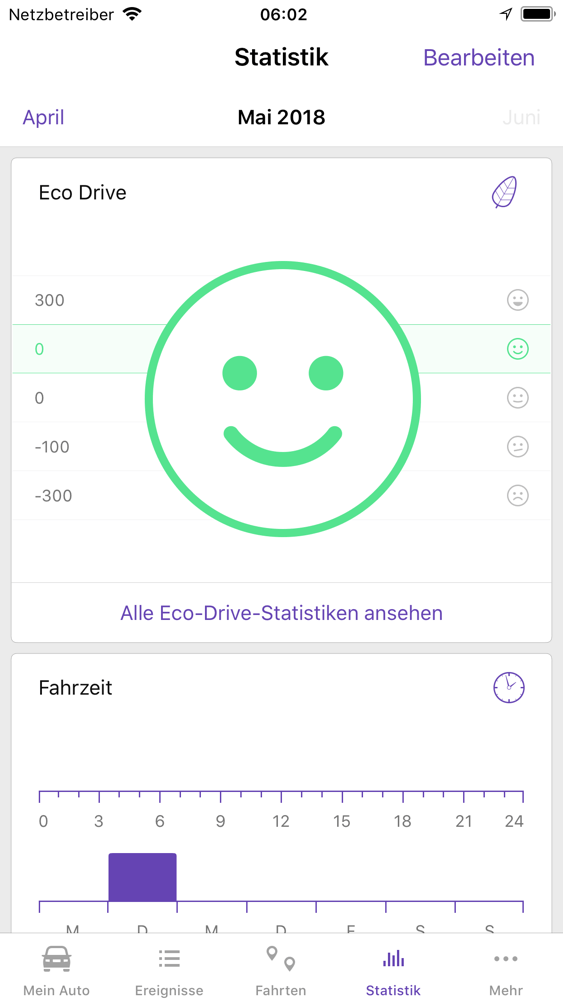 Netzbetreiber 06:02
Statistik Bearbeiten
April Mai 2018 Juni
Eco Drive
300
0
0
-100
-300
Alle Eco-Drive-Statistiken ansehen
Fahrzeit
0 3 6 9 12 15 18 21 24
M D M D F S S
Mein Auto Ereignisse Fahrten Statistik Mehr